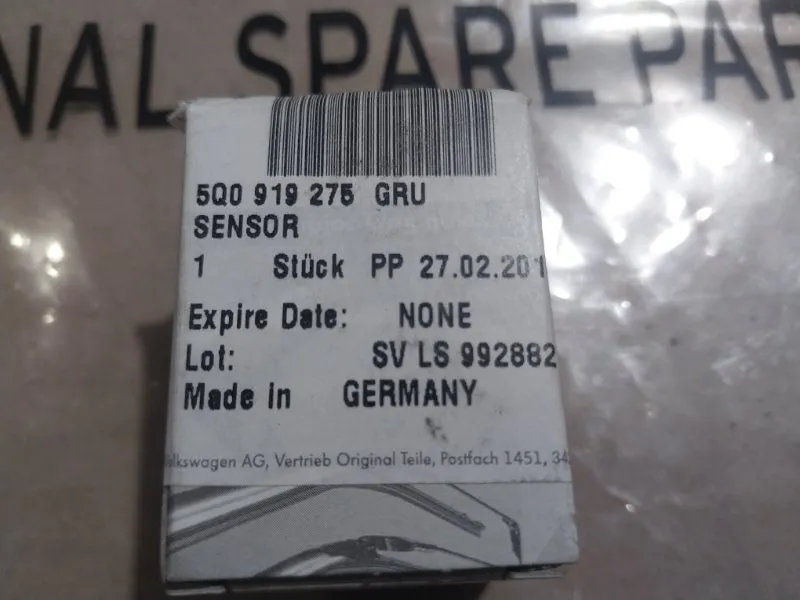 NAL SPARE PAR
5Q0 919 275 GRU
SENSOR
1 Stück PP 27.02.201
Expire Date: NONE
Lot: SV LS 992882
Made in GERMANY
lkswagen AG, Vertrieb Original Teile, Postfach 1451, 34